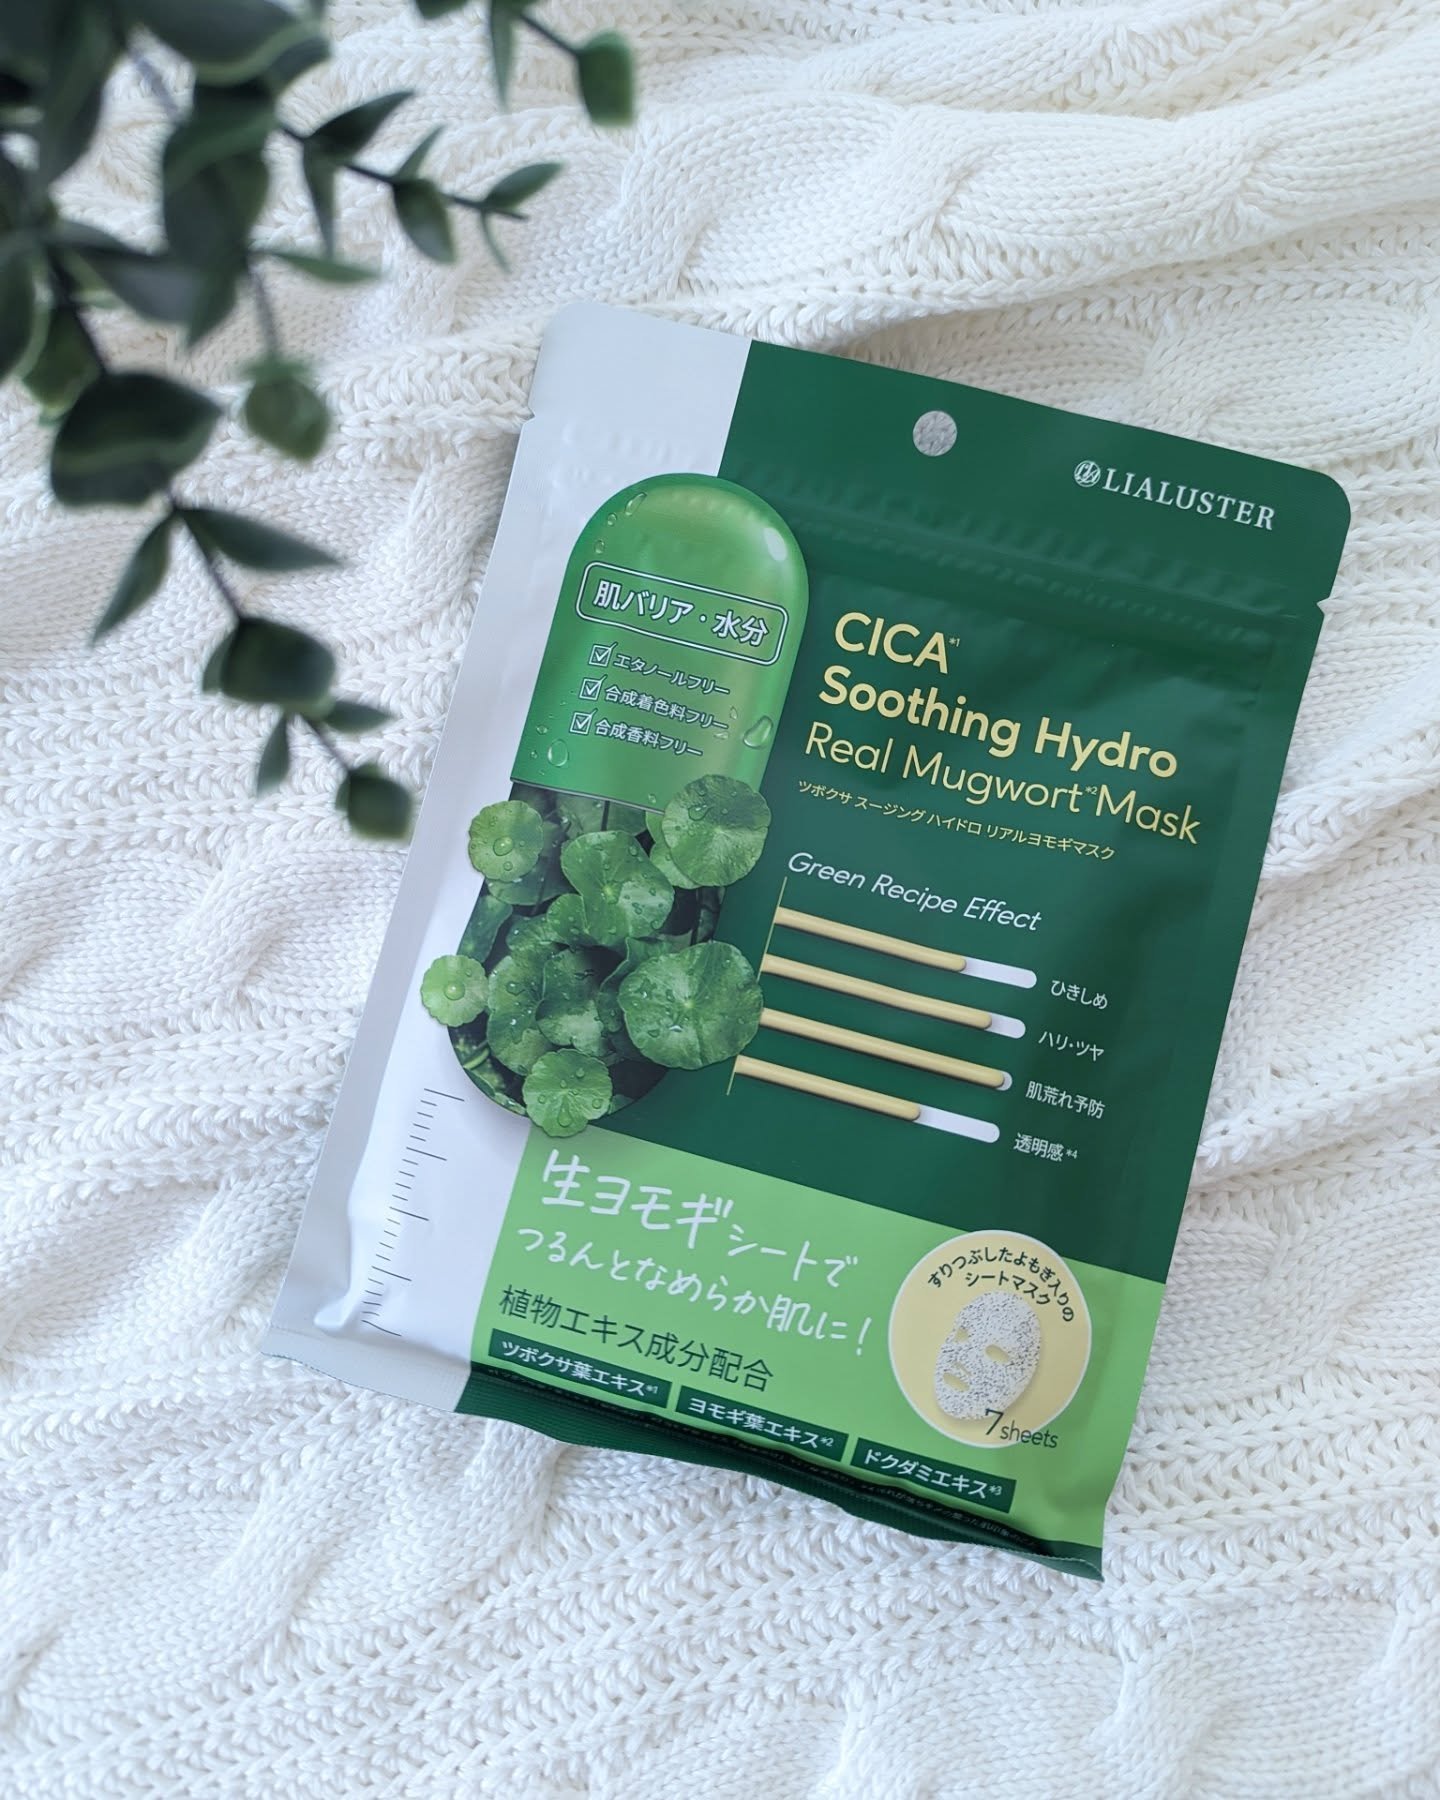 LIALUSTER
肌バリア・水分
エタノールフリー
合成着色料フリー
合成香料フリー
CICA*1
Soothing Hydro
Real Mugwort*2 Mask
ツボクサ スージング ハイドロ リアルヨモギマスク
Green Recipe Effect
ひきしめ
ハリ・ツヤ
肌荒れ予防
透明感*4
生ヨモギシートで
つるんとなめらか肌に!
植物エキス成分配合
ツボクサ葉エキス*1
ヨモギ葉エキス*2
ドクダミエキス*3
すりつぶしたよもぎ入りの
シートマスク
7sheets